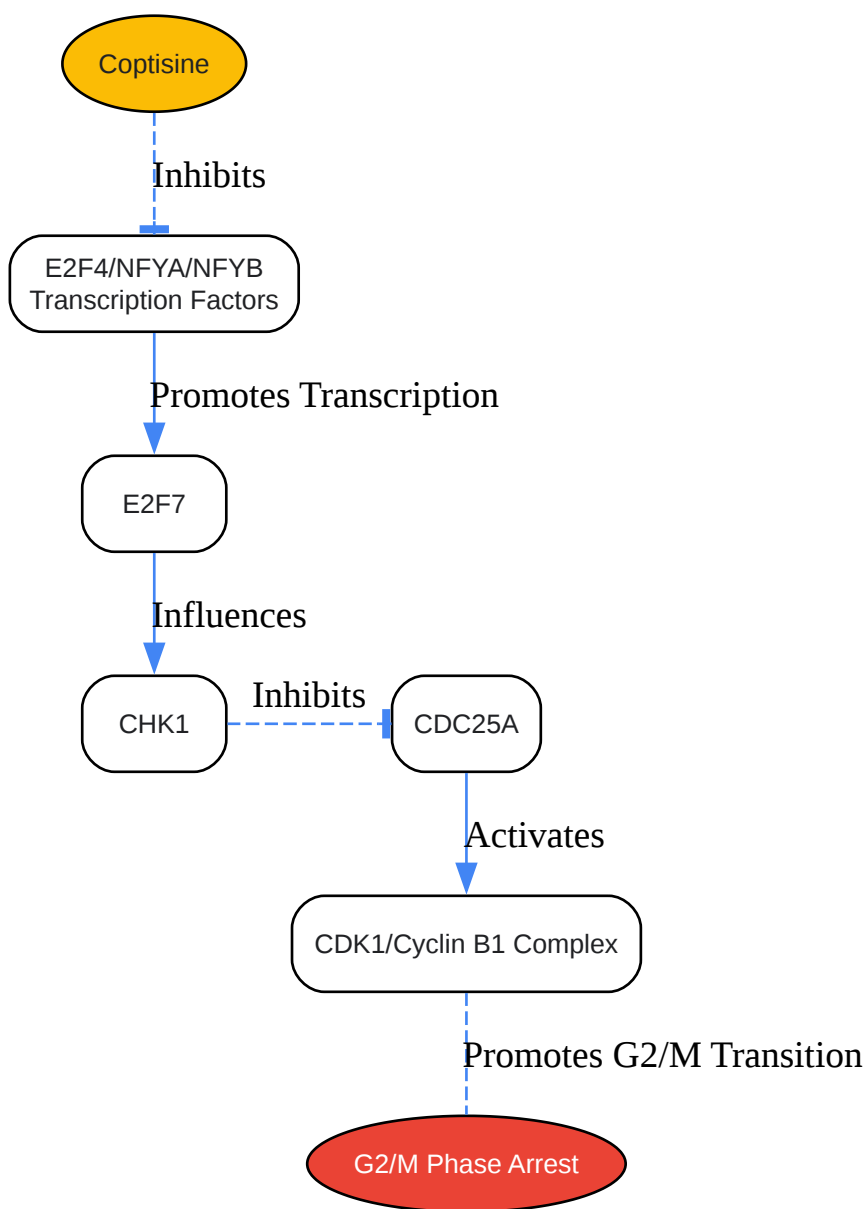 Coptisine
Inhibits
E2F4/NFYA/NFYB
Transcription Factors
Promotes Transcription
E2F7
Influences
CHK1
Inhibits
CDC25A
Activates
CDK1/Cyclin B1 Complex
Promotes G2/M Transition
G2/M Phase Arrest